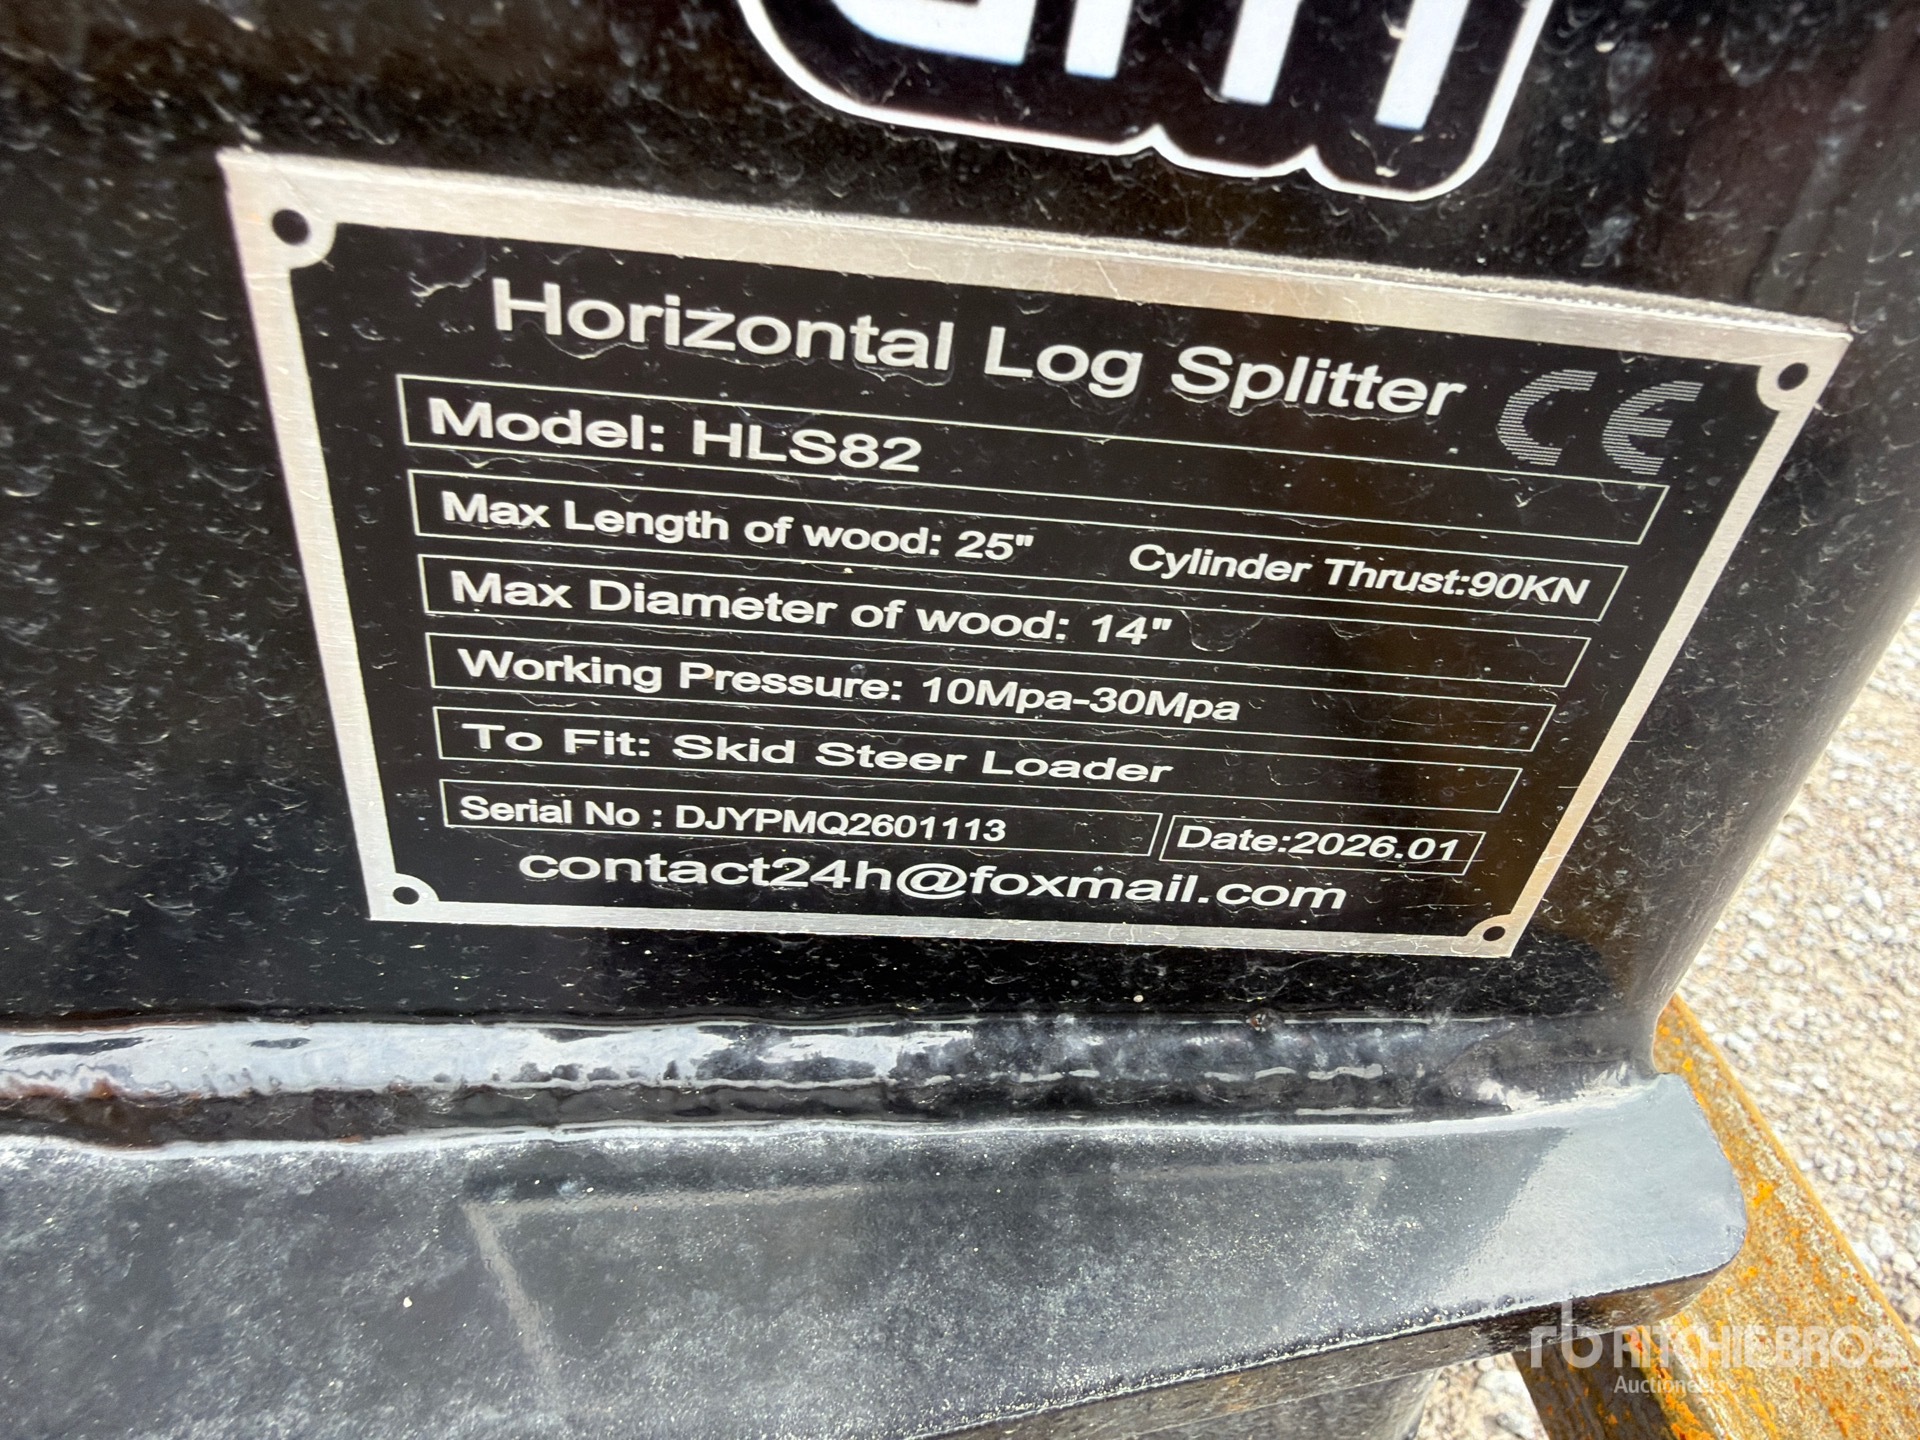 Horizontal Log Splitter CE
Model: HLS82
Max Length of wood: 25" Cylinder Thrust:90KN
Max Diameter of wood: 14"
Working Pressure: 10Mpa-30Mpa
To Fit: Skid Steer Loader
Serial No : DJYPMQ2601113 Date:2026.01
contact24h@foxmail.com
rb RITCHIE BROS.
Auctioneers